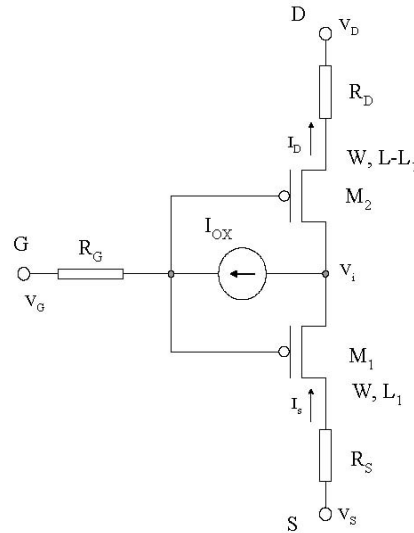 D
V_D
R_D
I_D
W, L-L
M_2
I_OX
G
R_G
V_G
V_i
M_1
W, L_1
I_s
R_S
V_S
S